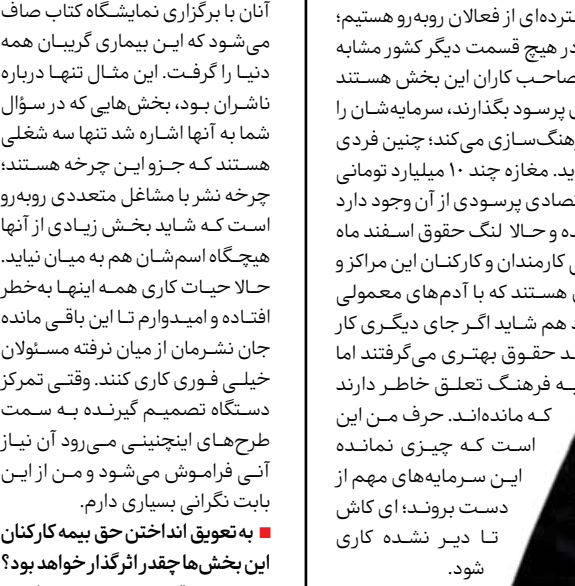 ترده‌ای از فعالان روبه‌رو هستیم؛
در هیچ قسمت دیگر کشور مشابه
صاحب کاران این بخش هستند
پرسود بگذارند، سرمایه‌شان را
هنگ‌سازی می‌کند؛ چنین فردی
ید. مغازه چند ۱۰ میلیارد تومانی
تصادی پرسودی از آن وجود دارد
ده و حالا لنگ حقوق اسفند ماه
کارمندان و کارکنان این مراکز و
هستند که با آدم‌های معمولی
هم شاید اگر جای دیگری کار
ـد حقوق بهتری می‌گرفتند اما
به فرهنگ تعلق خاطر دارند
که مانده‌اند. حرف من این
است که چیزی نمانده
این سرمایه‌های مهم از
دست بروند؛ ای کاش
تا دیر نشده کاری
شود.
آنان با برگزاری نمایشگاه کتاب صاف
می‌شود که این بیماری گریبان همه
دنیا را گرفت. این مثال تنها درباره
ناشران بود، بخش‌هایی که در سؤال
شما به آنها اشاره شد تنها سه شغلی
هستند که جزو این چرخه هستند؛
چرخه نشر با مشاغل متعددی روبه‌رو
است که شاید بخش زیادی از آنها
هیچگاه اسم‌شان هم به میان نیاید.
حالا حیات کاری همه اینها به‌خطر
افتاده و امیدوارم تا این باقی مانده
جان نشرمان از میان نرفته مسئولان
خیلی فوری کاری کنند. وقتی تمرکز
دستگاه تصمیم گیرنده به سمت
طرح‌های اینچنینی می‌رود آن نیاز
آنی فراموش می‌شود و من از این
بابت نگرانی بسیاری دارم.
■ به تعویق انداختن حق بیمه کارکنان
این بخش‌ها چقدر اثرگذار خواهد بود؟